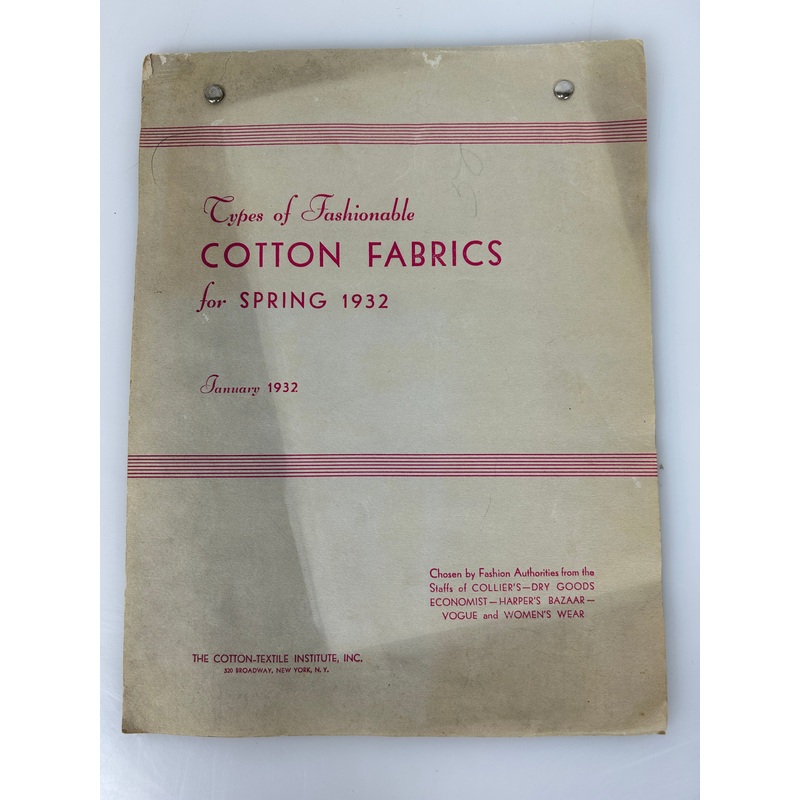 Types of Fashionable
COTTON FABRICS
for SPRING 1932
January 1932
Chosen by Fashion Authorities from the
Staffs of COLLIER'S—DRY GOODS
ECONOMIST—HARPER'S BAZAAR—
VOGUE and WOMEN'S WEAR
THE COTTON-TEXTILE INSTITUTE, INC.
320 BROADWAY, NEW YORK, N. Y.